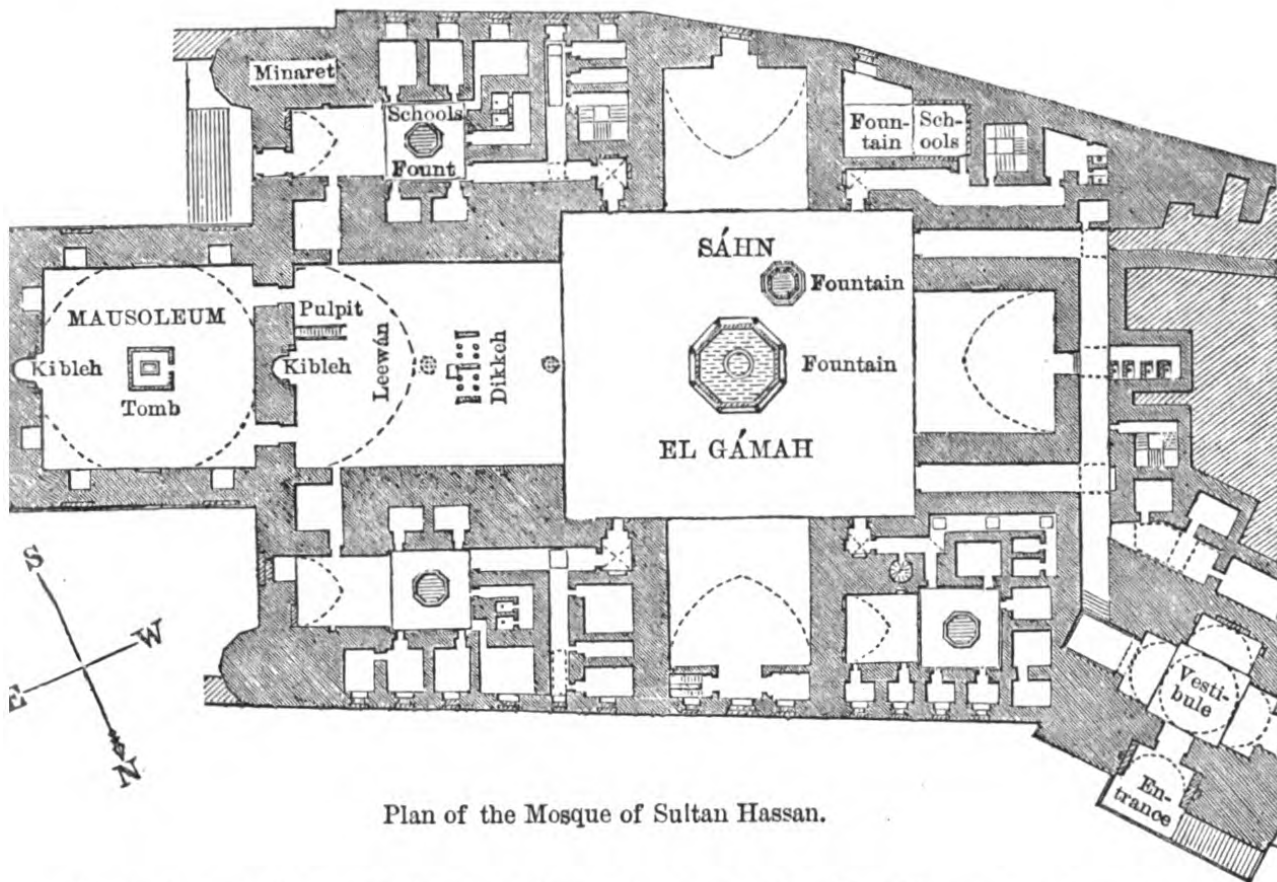 Minaret
Schools
Fount
Foun-
tain
Sch-
ools
SÁHN
Fountain
Fountain
EL GÁMAH
MAUSOLEUM
Kibleh
Tomb
Pulpit
Kibleh
Leewán
Dikkeh
S
W
E
N
Vesti-
bule
En-
trance
Plan of the Mosque of Sultan Hassan.